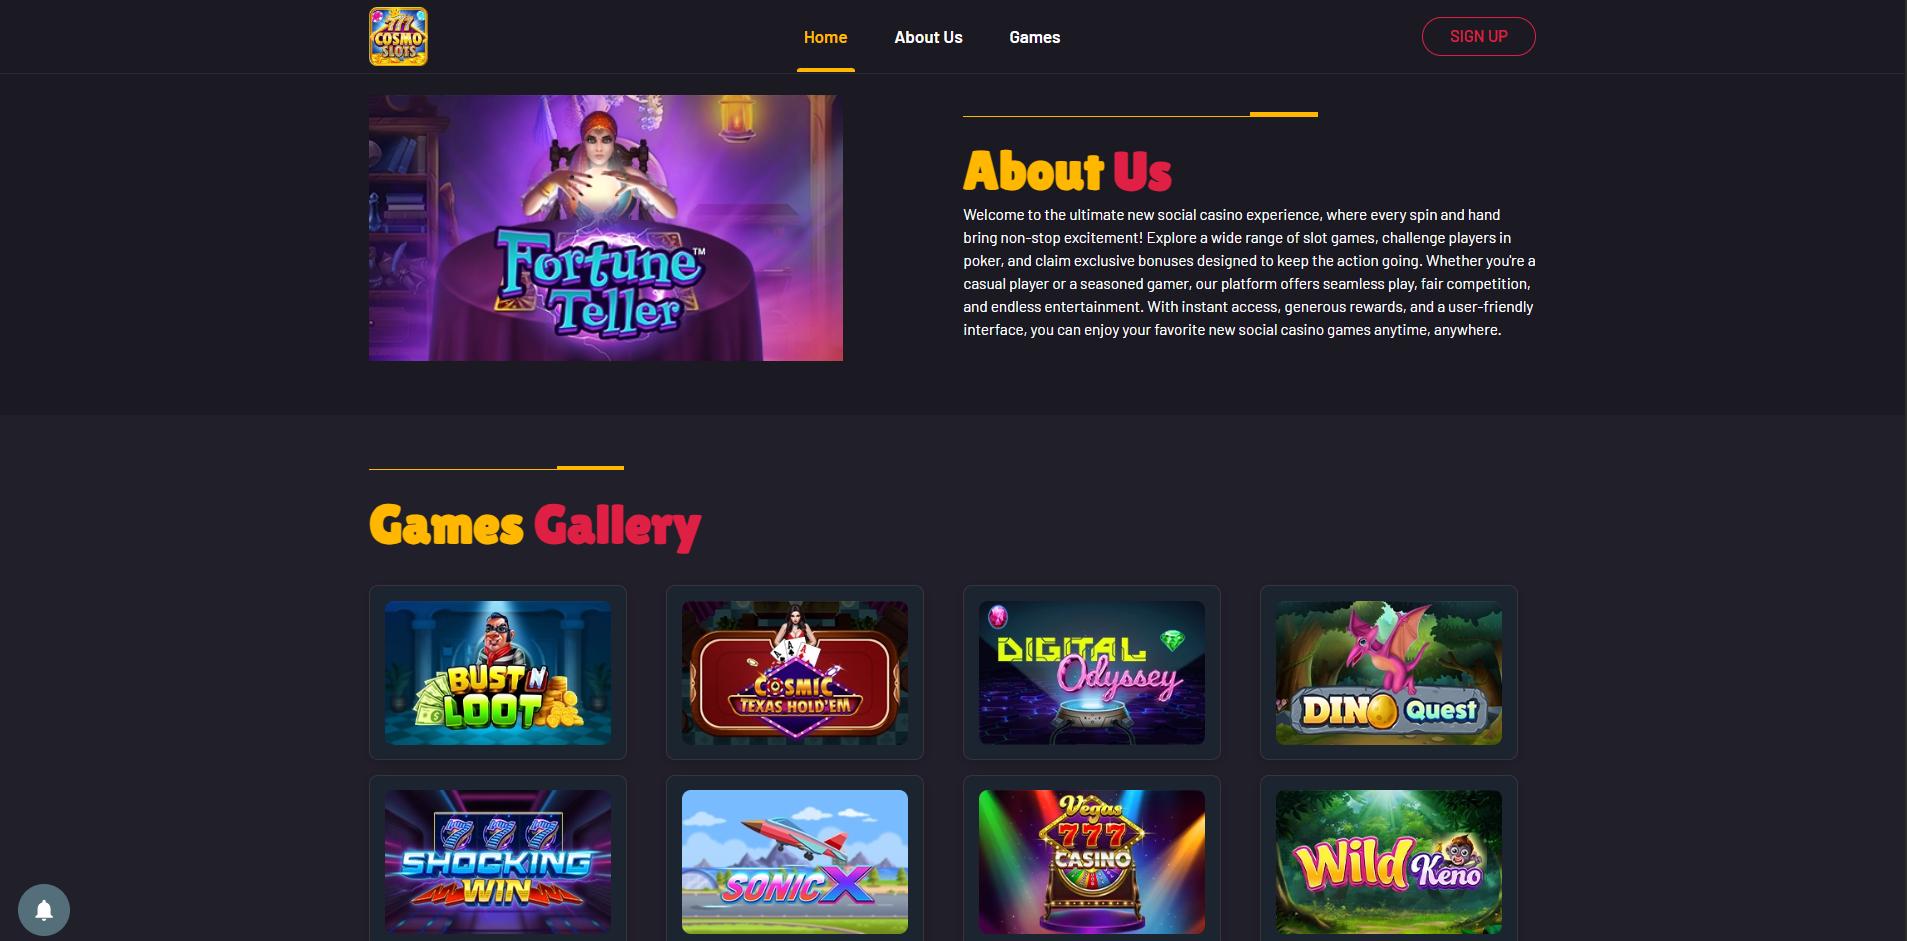 777
COSMO
SLOTS
Home
About Us
Games
SIGN UP
Fortune™
Teller
About Us
Welcome to the ultimate new social casino experience, where every spin and hand
bring non-stop excitement! Explore a wide range of slot games, challenge players in
poker, and claim exclusive bonuses designed to keep the action going. Whether you're a
casual player or a seasoned gamer, our platform offers seamless play, fair competition,
and endless entertainment. With instant access, generous rewards, and a user-friendly
interface, you can enjoy your favorite new social casino games anytime, anywhere.
Games Gallery
BUST N
LOOT
A A A
COSMIC
TEXAS HOLD'EM
DIGITAL
Odyssey
DINO Quest
7 7 7
SHOCKING
WIN
SONIC X
Vegas
777
CASINO
Wild Keno